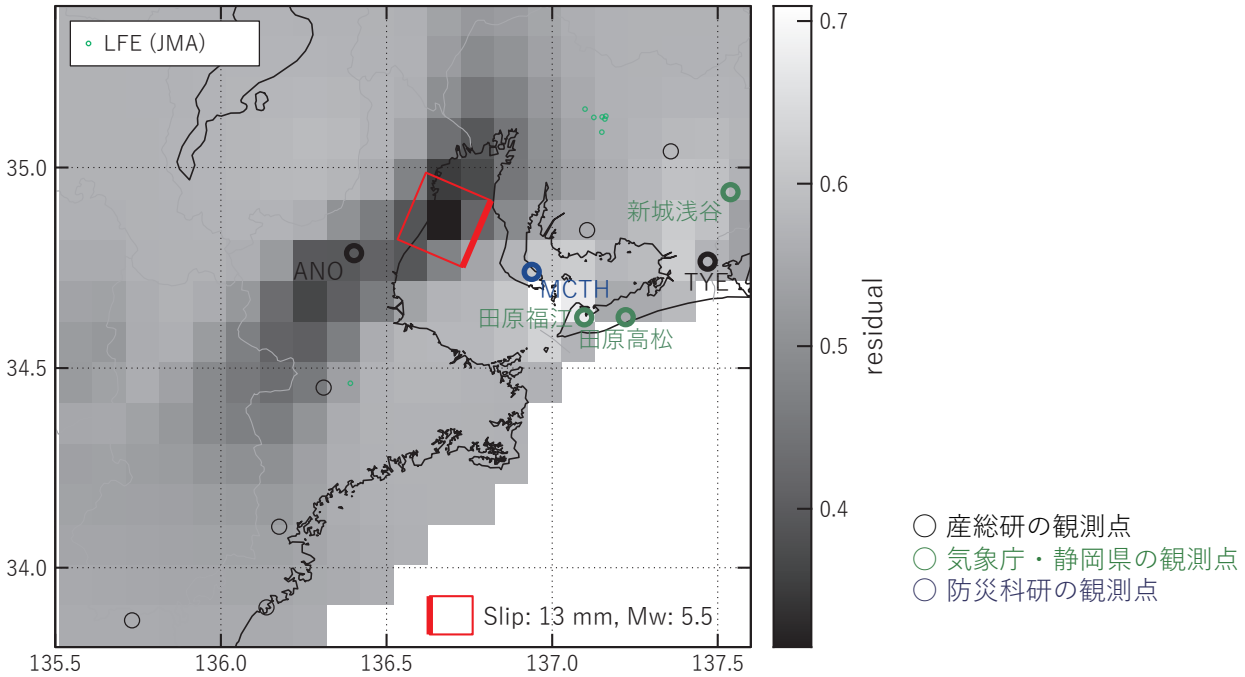 LFE (JMA)
0.7
35.0
0.6
新城浅谷
ANO
TYE
MCTH
田原福江
田原高松
0.5
residual
34.5
0.4
産総研の観測点
気象庁・静岡県の観測点
34.0
防災科研の観測点
Slip: 13 mm, Mw: 5.5
135.5
136.0
136.5
137.0
137.5